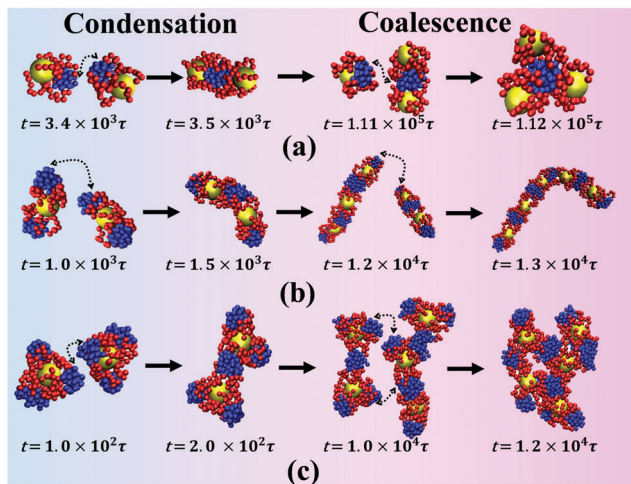 Condensation Coalescence
t = 3.4 × 10³τ t = 3.5 × 10³τ t = 1.11 × 10⁵τ t = 1.12 × 10⁵τ
(a)
t = 1.0 × 10³τ t = 1.5 × 10³τ t = 1.2 × 10⁴τ t = 1.3 × 10⁴τ
(b)
t = 1.0 × 10²τ t = 2.0 × 10²τ t = 1.0 × 10⁴τ t = 1.2 × 10⁴τ
(c)